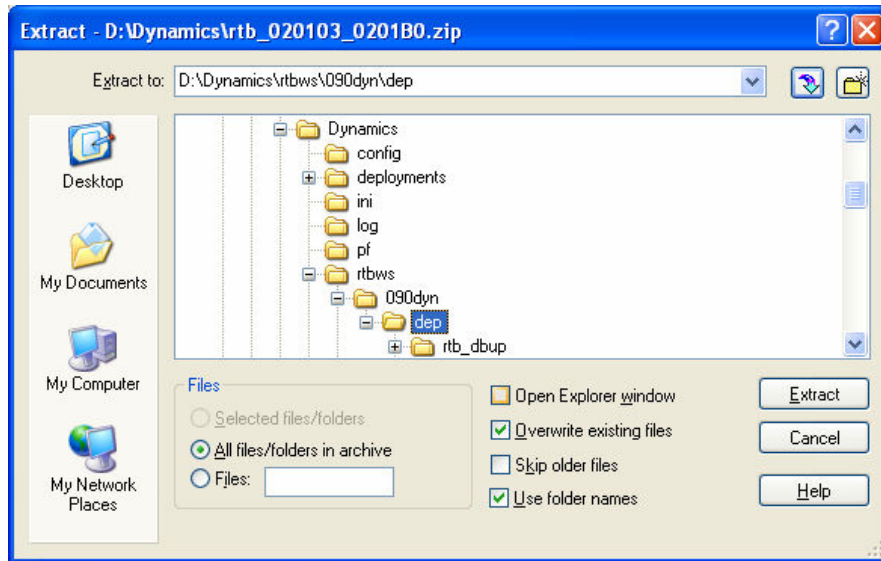 Extract - D:\Dynamics\rtb_020103_0201B0.zip
Extract to: D:\Dynamics\rtbws\090dyn\dep
Desktop
My Documents
My Computer
My Network
Places
Dynamics
config
deployments
ini
log
pf
rtbws
090dyn
dep
rtb_dbup
Files
Selected files/folders
All files/folders in archive
Files:
Open Explorer window
Overwrite existing files
Skip older files
Use folder names
Extract
Cancel
Help